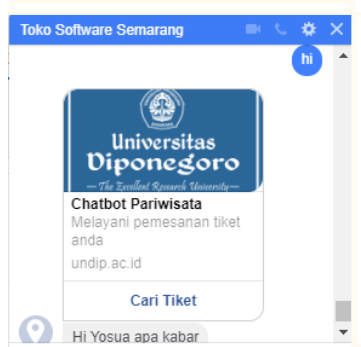 Toko Software Semarang
hi
Universitas
Diponegoro
The Excellent Research University
Chatbot Pariwisata
Melayani pemesanan tiket
anda
undip.ac.id
Cari Tiket
Hi Yosua apa kabar